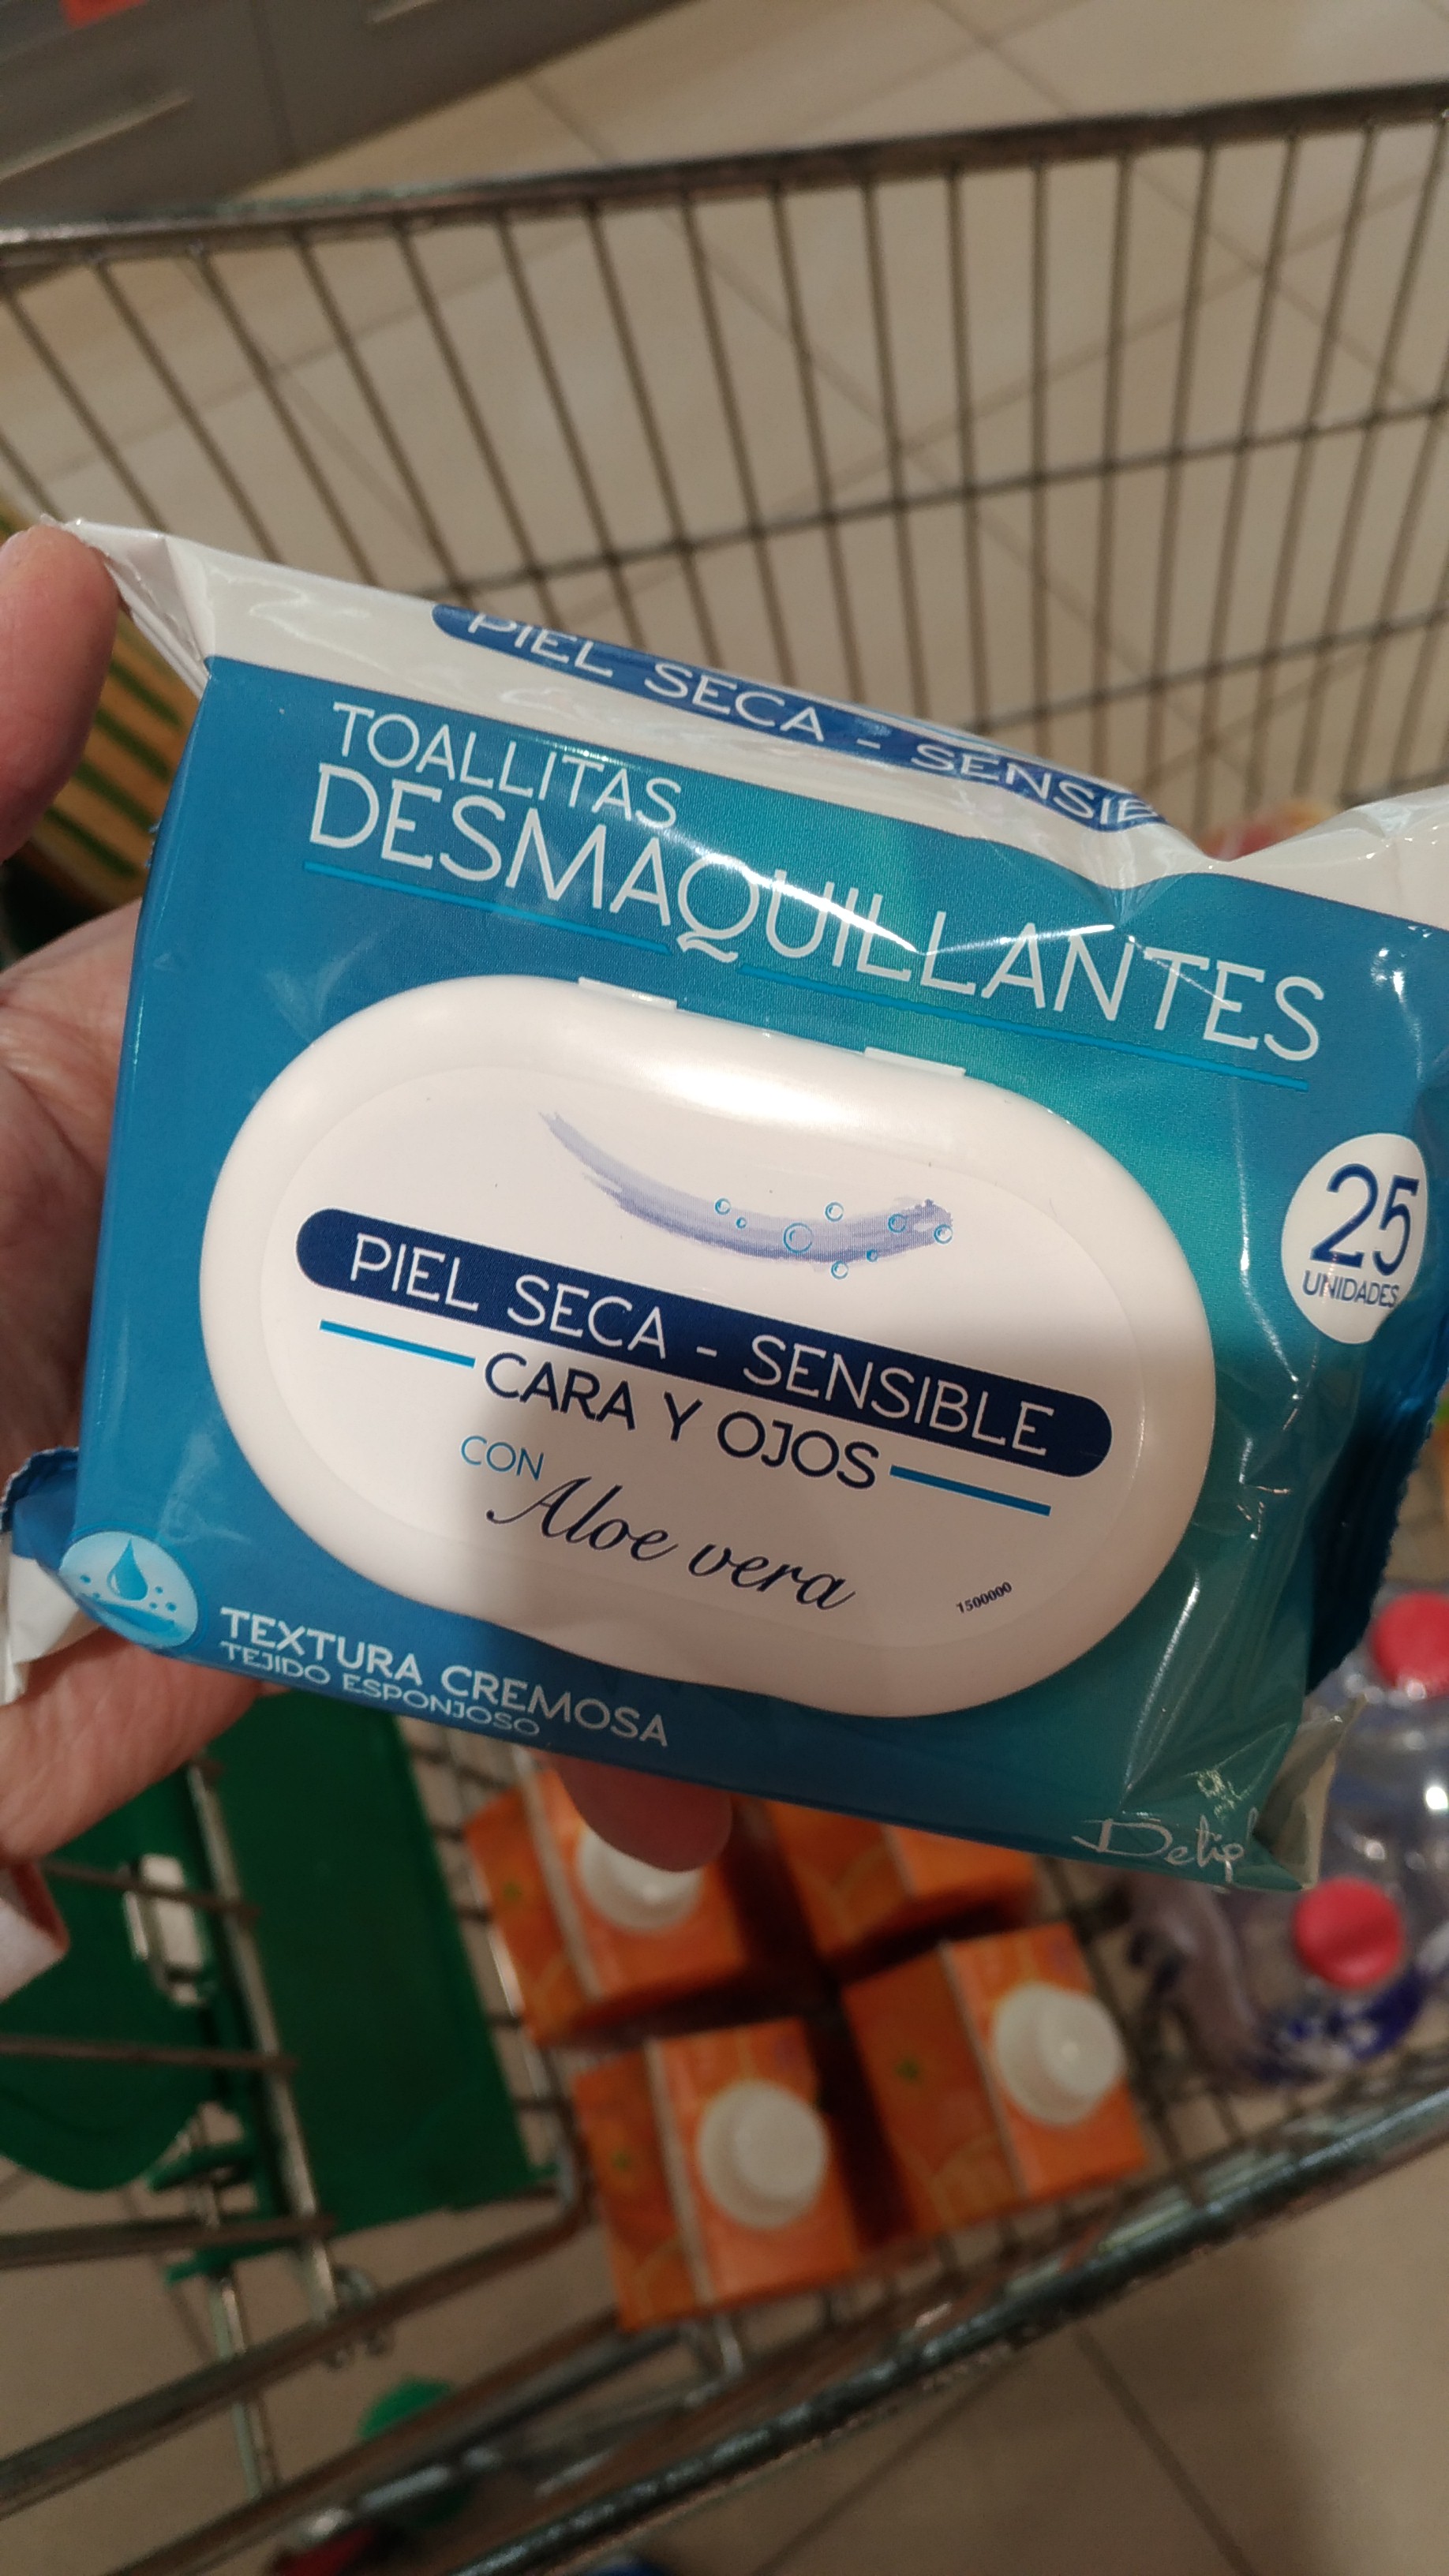 PIEL SECA - SENSIB
TOALLITAS
DESMAQUILLANTES
25
UNIDADES
PIEL SECA - SENSIBLE
CARA Y OJOS
CON
Aloe vera
1500000
TEXTURA CREMOSA
TEJIDO ESPONJOSO